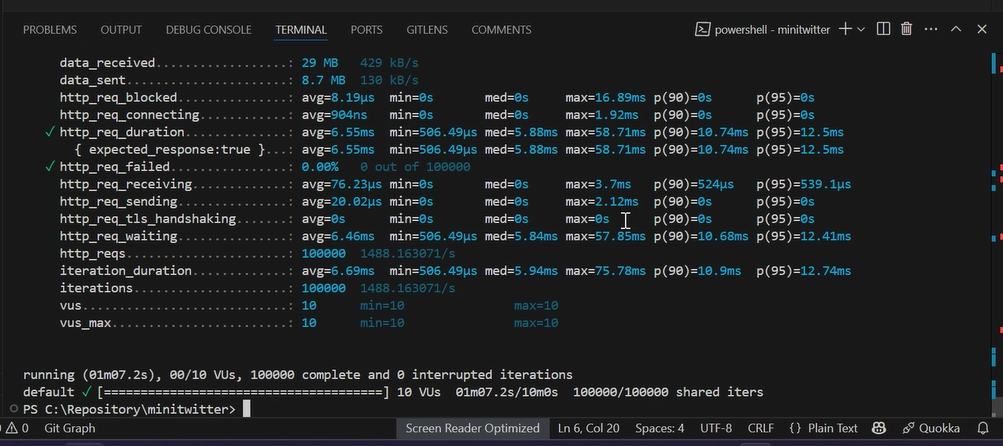 PROBLEMS OUTPUT DEBUG CONSOLE TERMINAL PORTS GITLENS COMMENTS powershell - minitwitter
data_received..................: 29 MB 429 kB/s
data_sent......................: 8.7 MB 130 kB/s
http_req_blocked...............: avg=8.19µs min=0s med=0s max=16.89ms p(90)=0s p(95)=0s
http_req_connecting............: avg=904ns min=0s med=0s max=1.92ms p(90)=0s p(95)=0s
✓ http_req_duration..............: avg=6.55ms min=506.49µs med=5.88ms max=58.71ms p(90)=10.74ms p(95)=12.5ms
{ expected_response:true }...: avg=6.55ms min=506.49µs med=5.88ms max=58.71ms p(90)=10.74ms p(95)=12.5ms
✓ http_req_failed................: 0.00% 0 out of 100000
http_req_receiving.............: avg=76.23µs min=0s med=0s max=3.7ms p(90)=524µs p(95)=539.1µs
http_req_sending...............: avg=20.02µs min=0s med=0s max=2.12ms p(90)=0s p(95)=0s
http_req_tls_handshaking.......: avg=0s min=0s med=0s max=0s p(90)=0s p(95)=0s
http_req_waiting...............: avg=6.46ms min=506.49µs med=5.84ms max=57.85ms p(90)=10.68ms p(95)=12.41ms
http_reqs......................: 100000 1488.163071/s
iteration_duration.............: avg=6.69ms min=506.49µs med=5.94ms max=75.78ms p(90)=10.9ms p(95)=12.74ms
iterations.....................: 100000 1488.163071/s
vus............................: 10 min=10 max=10
vus_max........................: 10 min=10 max=10
running (01m07.2s), 00/10 VUs, 100000 complete and 0 interrupted iterations
default ✓ [======================================] 10 VUs 01m07.2s/10m0s 100000/100000 shared iters
PS C:\Repository\minitwitter>
0 0 Git Graph Screen Reader Optimized Ln 6, Col 20 Spaces: 4 UTF-8 CRLF {} Plain Text Quokka